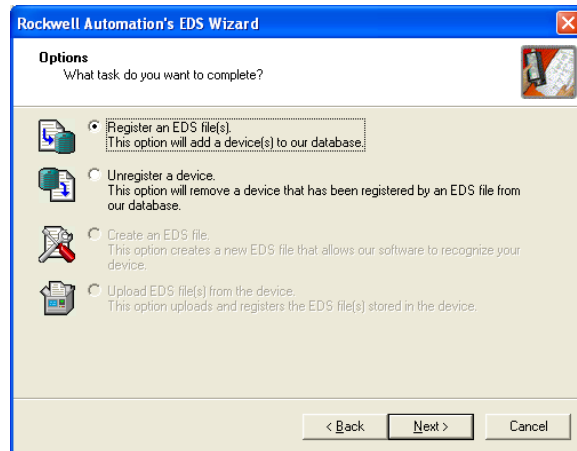 Rockwell Automation's EDS Wizard
Options
What task do you want to complete?
Register an EDS file(s).
This option will add a device(s) to our database.
Unregister a device.
This option will remove a device that has been registered by an EDS file from
our database.
Create an EDS file.
This option creates a new EDS file that allows our software to recognize your
device.
Upload EDS file(s) from the device.
This option uploads and registers the EDS file(s) stored in the device.
< Back Next > Cancel